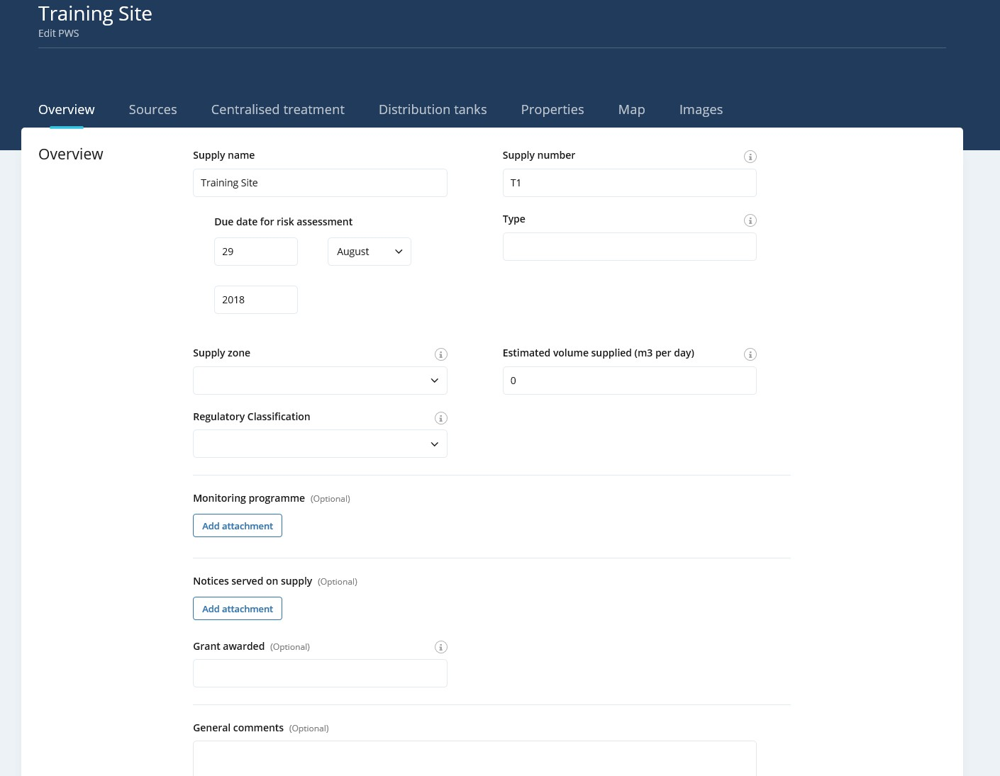 Training Site
Edit PWS
Overview Sources Centralised treatment Distribution tanks Properties Map Images
Overview
Supply name
Training Site
Supply number
T1
Due date for risk assessment
29
August
2018
Type
Supply zone
Estimated volume supplied (m3 per day)
0
Regulatory Classification
Monitoring programme (Optional)
Add attachment
Notices served on supply (Optional)
Add attachment
Grant awarded (Optional)
General comments (Optional)